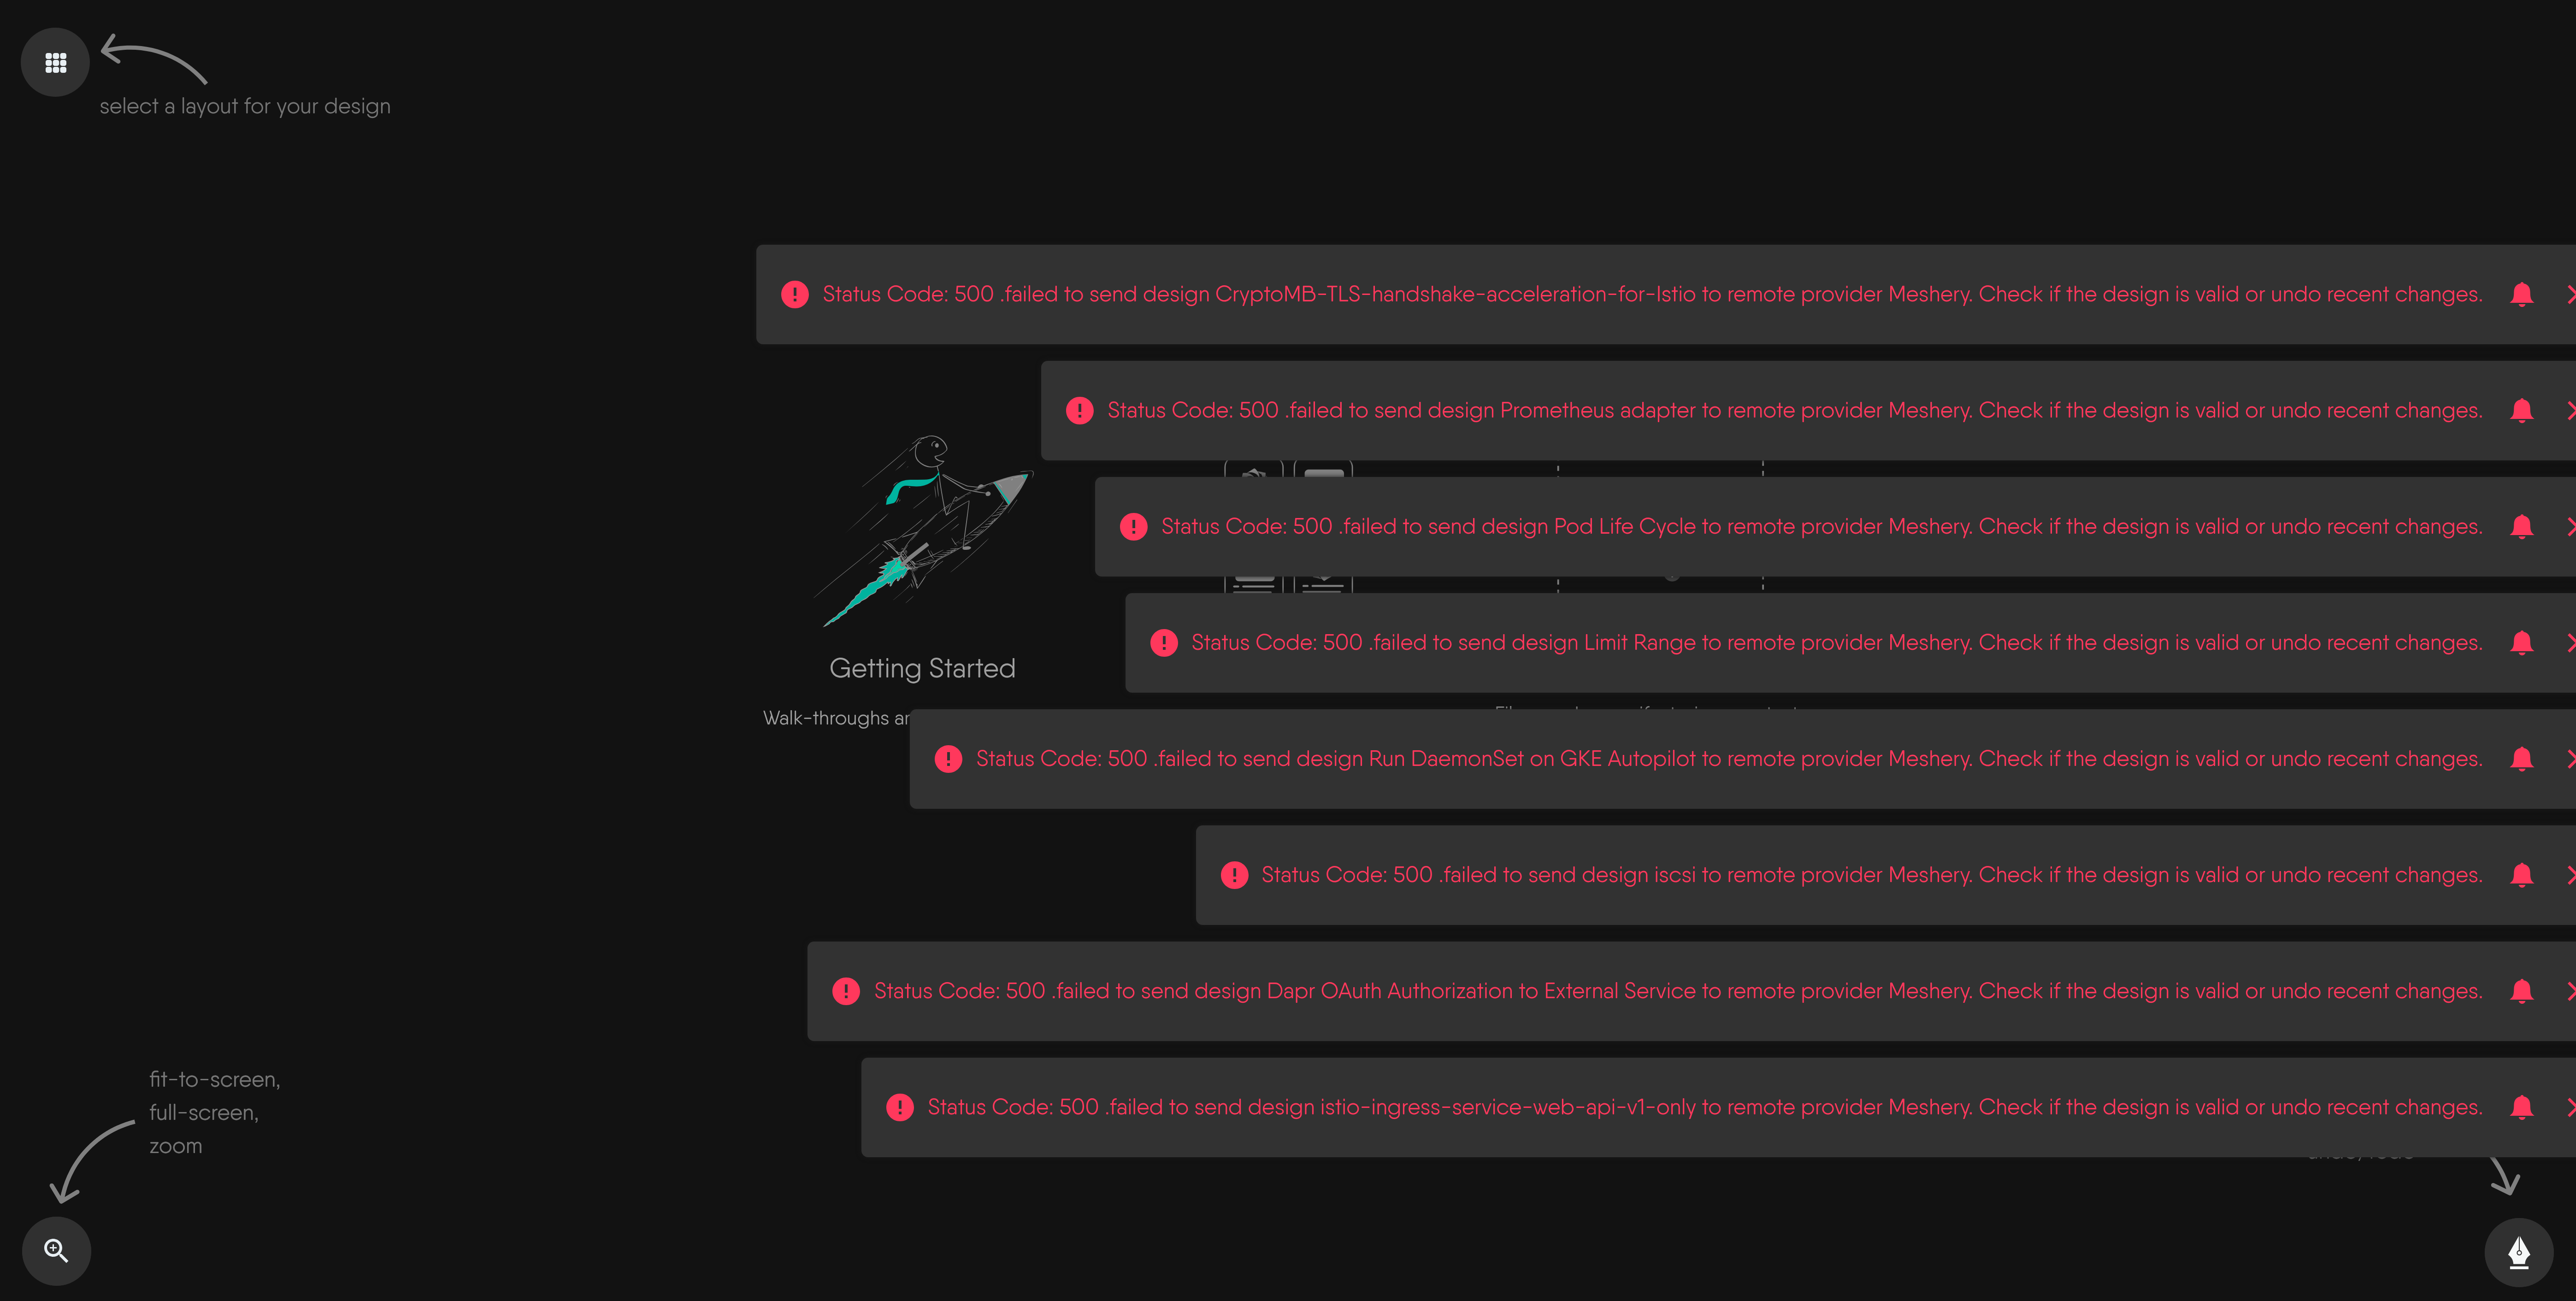 select a layout for your design
Status Code: 500 .failed to send design CryptoMB-TLS-handshake-acceleration-for-Istio to remote provider Meshery. Check if the design is valid or undo recent changes.
Status Code: 500 .failed to send design Prometheus adapter to remote provider Meshery. Check if the design is valid or undo recent changes.
Status Code: 500 .failed to send design Pod Life Cycle to remote provider Meshery. Check if the design is valid or undo recent changes.
Status Code: 500 .failed to send design Limit Range to remote provider Meshery. Check if the design is valid or undo recent changes.
Getting Started
Walk-throughs
Status Code: 500 .failed to send design Run DaemonSet on GKE Autopilot to remote provider Meshery. Check if the design is valid or undo recent changes.
Status Code: 500 .failed to send design iscsi to remote provider Meshery. Check if the design is valid or undo recent changes.
Status Code: 500 .failed to send design Dapr OAuth Authorization to External Service to remote provider Meshery. Check if the design is valid or undo recent changes.
Status Code: 500 .failed to send design istio-ingress-service-web-api-v1-only to remote provider Meshery. Check if the design is valid or undo recent changes.
fit-to-screen,
full-screen,
zoom